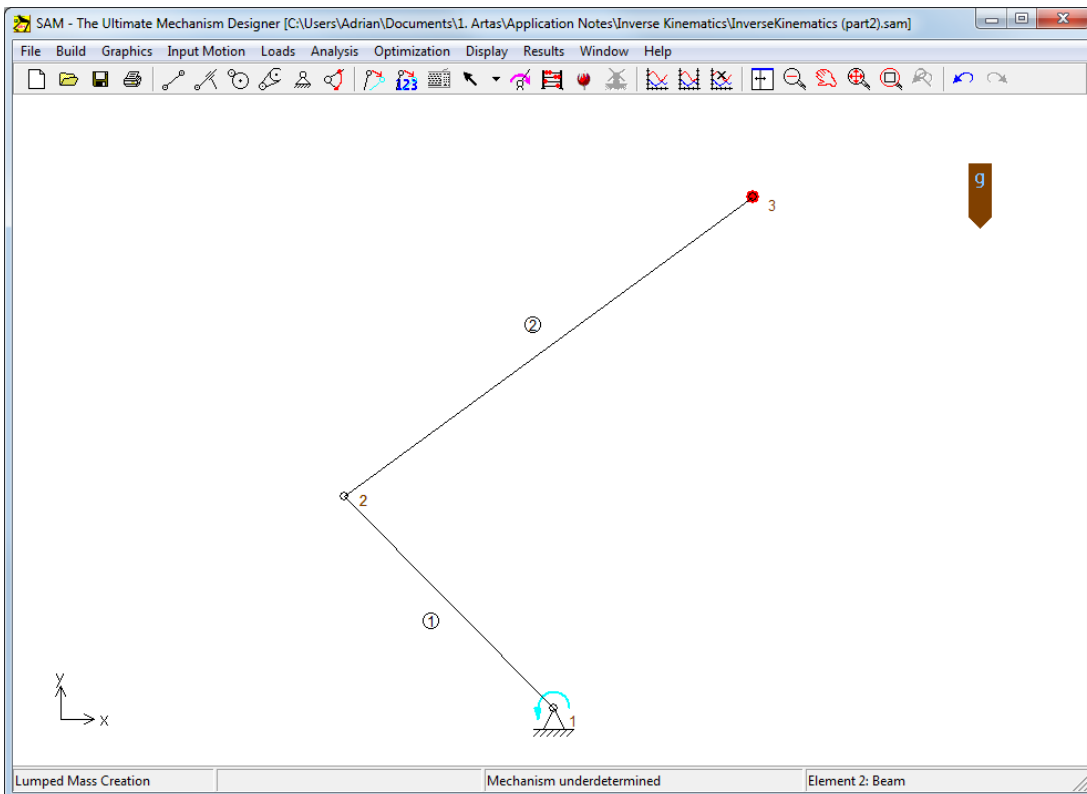 SAM - The Ultimate Mechanism Designer [C:\Users\Adrian\Documents\1. Artas\Application Notes\Inverse Kinematics\InverseKinematics (part2).sam]
File Build Graphics Input Motion Loads Analysis Optimization Display Results Window Help
123
g
3
2
2
1
1
y
x
Lumped Mass Creation Mechanism underdetermined Element 2: Beam